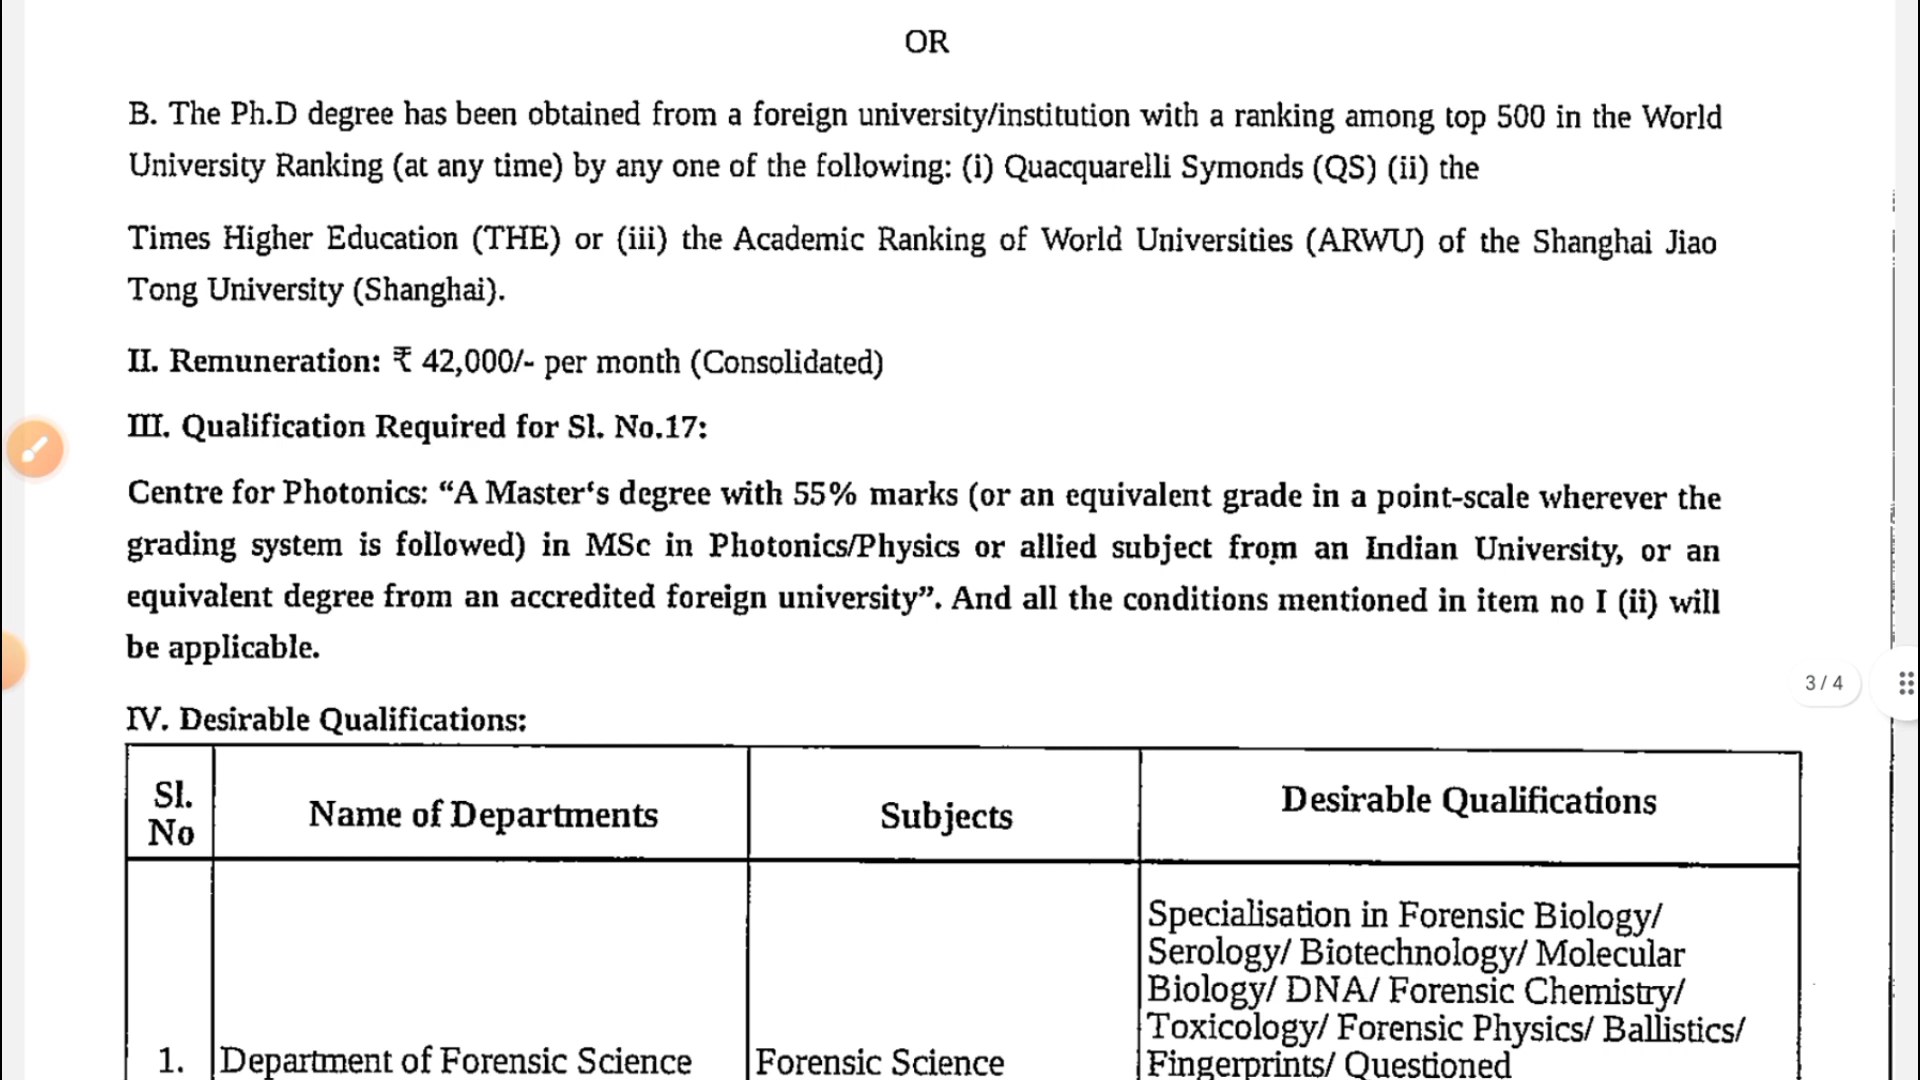 OR
B. The Ph.D degree has been obtained from a foreign university/institution with a ranking among top 500 in the World
University Ranking (at any time) by any one of the following: (i) Quacquarelli Symonds (QS) (ii) the
Times Higher Education (THE) or (iii) the Academic Ranking of World Universities (ARWU) of the Shanghai Jiao
Tong University (Shanghai).
II. Remuneration: ₹ 42,000/- per month (Consolidated)
III. Qualification Required for Sl. No.17:
Centre for Photonics: “A Master‘s degree with 55% marks (or an equivalent grade in a point-scale wherever the
grading system is followed) in MSc in Photonics/Physics or allied subject from an Indian University, or an
equivalent degree from an accredited foreign university”. And all the conditions mentioned in item no I (ii) will
be applicable.
3 / 4
IV. Desirable Qualifications:
Sl. No
Name of Departments
Subjects
Desirable Qualifications
1.
Department of Forensic Science
Forensic Science
Specialisation in Forensic Biology/
Serology/ Biotechnology/ Molecular
Biology/ DNA/ Forensic Chemistry/
Toxicology/ Forensic Physics/ Ballistics/
Fingerprints/ Questioned